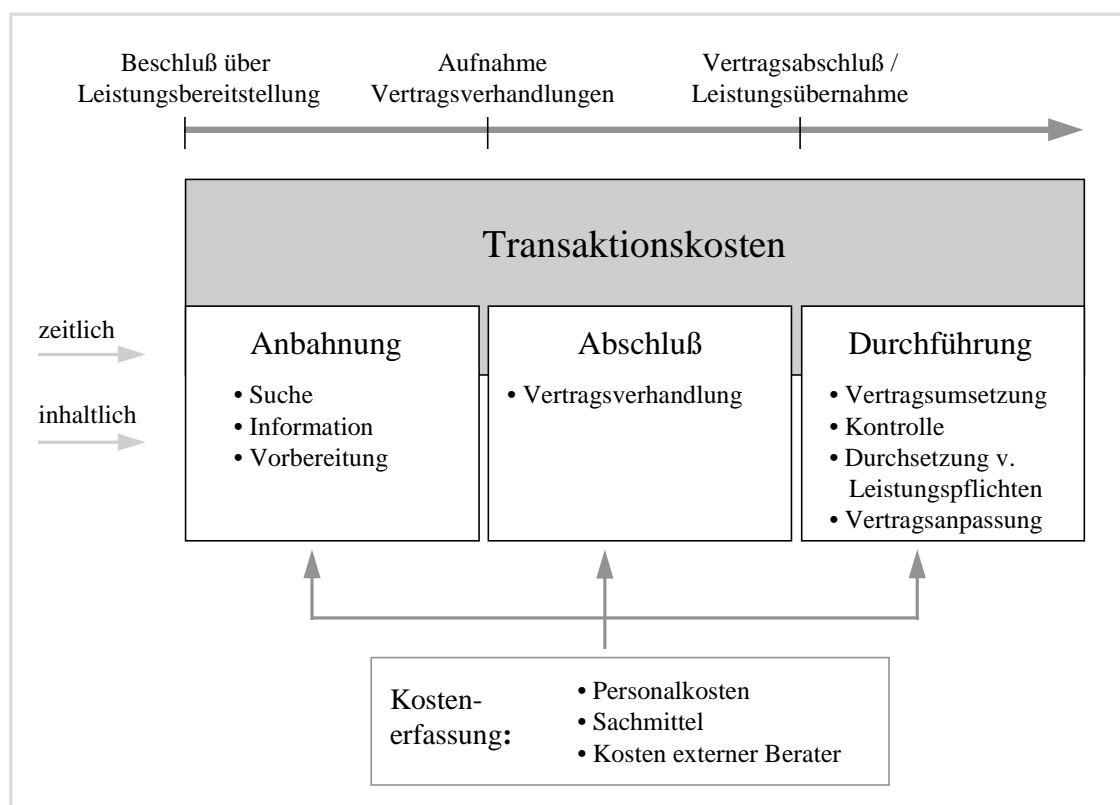 Beschluß über
Leistungsbereitstellung
Aufnahme
Vertragsverhandlungen
Vertragsabschluß /
Leistungsübernahme
Transaktionskosten
zeitlich
inhaltlich
Anbahnung
• Suche
• Information
• Vorbereitung
Abschluß
• Vertragsverhandlung
Durchführung
• Vertragsumsetzung
• Kontrolle
• Durchsetzung v.
Leistungspflichten
• Vertragsanpassung
Kosten-
erfassung:
• Personalkosten
• Sachmittel
• Kosten externer Berater